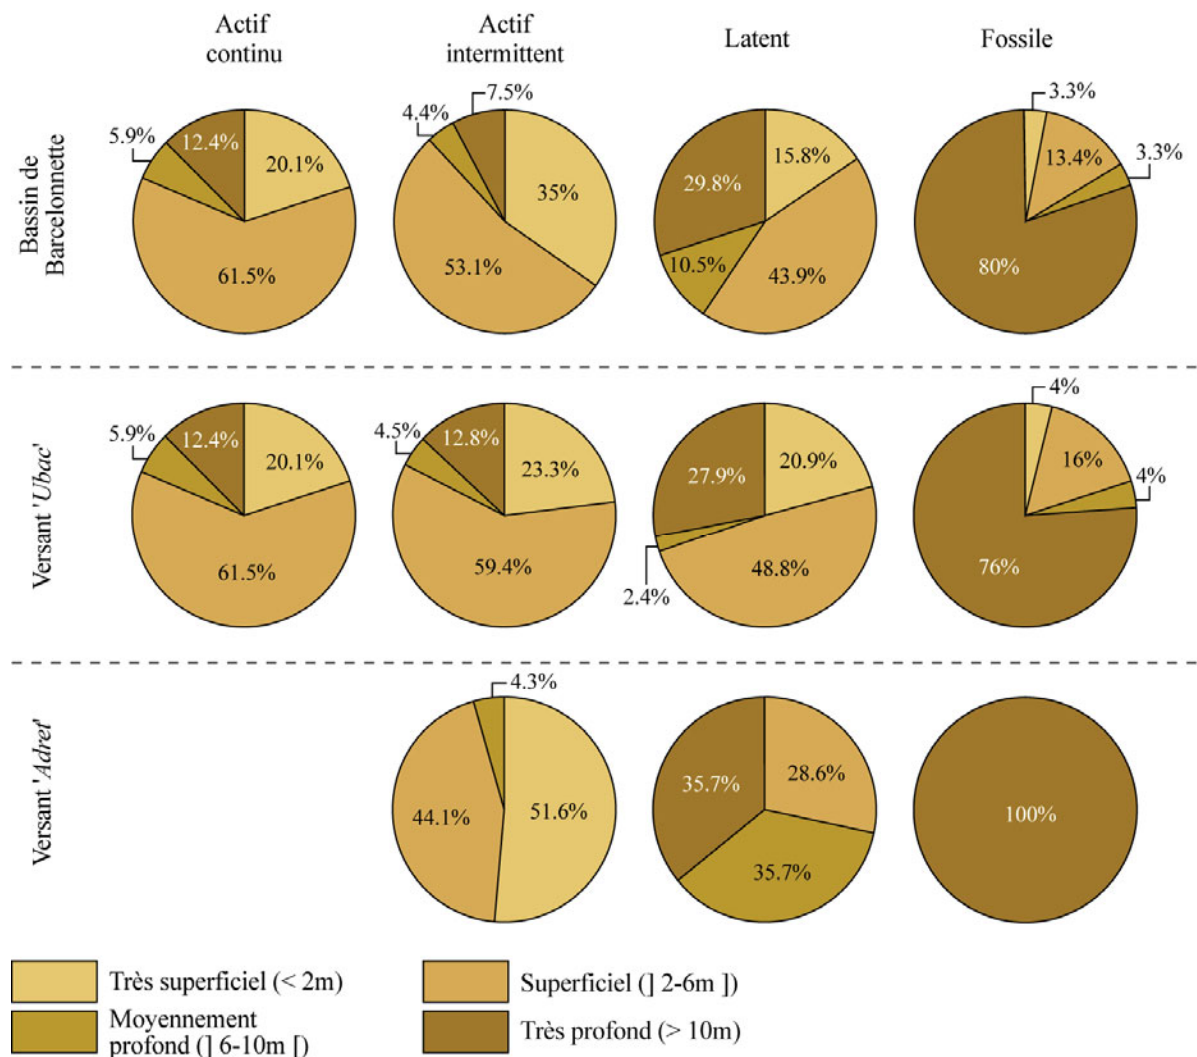 Actif
continu
Actif
intermittent
Latent
Fossile
Bassin de
Barcelonnette
5.9%
12.4%
20.1%
61.5%
4.4%
7.5%
35%
53.1%
29.8%
15.8%
10.5%
43.9%
3.3%
13.4%
3.3%
80%
Versant 'Ubac'
5.9%
12.4%
20.1%
61.5%
4.5%
12.8%
23.3%
59.4%
27.9%
20.9%
2.4%
48.8%
4%
16%
4%
76%
Versant 'Adret'
4.3%
44.1%
51.6%
35.7%
28.6%
35.7%
100%
Très superficiel (< 2m)
Superficiel (] 2-6m ])
Moyennement
profond (] 6-10m [)
Très profond (> 10m)